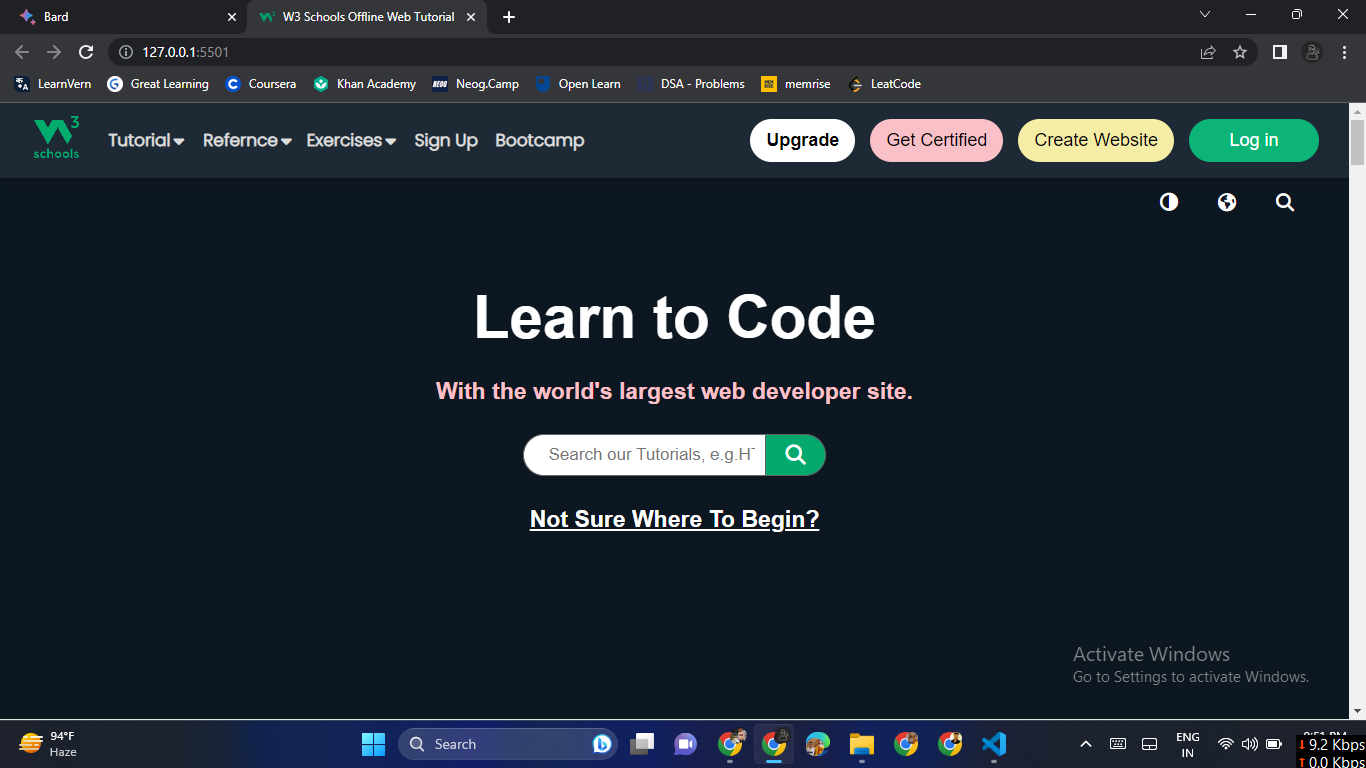 Bard
W3 Schools Offline Web Tutorial
127.0.0.1:5501
LearnVern Great Learning Coursera Khan Academy Neog.Camp Open Learn DSA - Problems memrise LeatCode
W3 schools Tutorial Refernce Exercises Sign Up Bootcamp Upgrade Get Certified Create Website Log in
Learn to Code
With the world's largest web developer site.
Search our Tutorials, e.g.HT
Not Sure Where To Begin?
Activate Windows
Go to Settings to activate Windows.
94°F
Haze
Search
ENG
IN
9.2 Kbps
0.0 Kbps